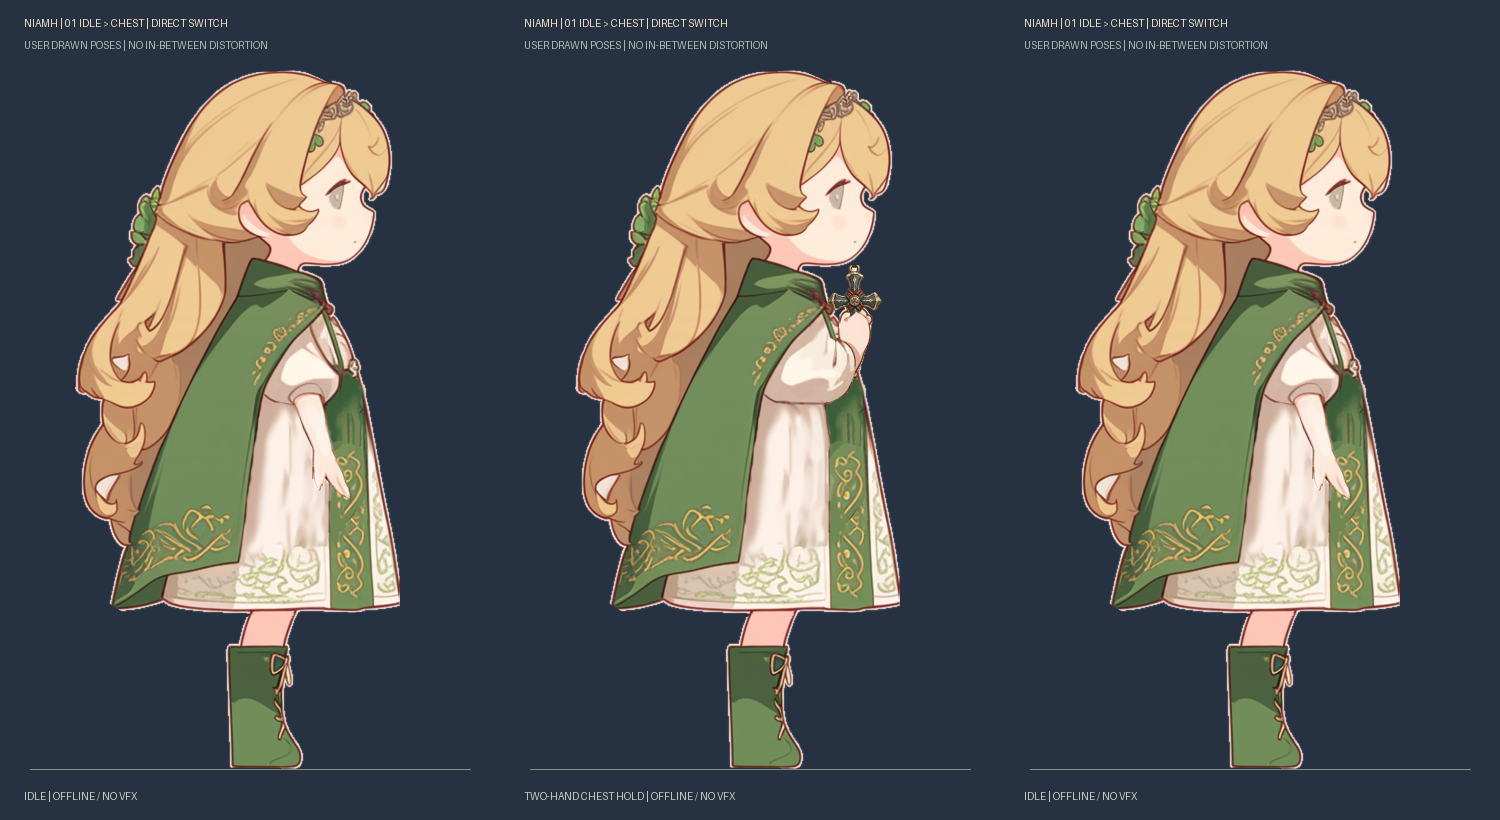 NIAMH | 01 IDLE > CHEST | DIRECT SWITCH
USER DRAWN POSES | NO IN-BETWEEN DISTORTION
IDLE | OFFLINE / NO VFX
NIAMH | 01 IDLE > CHEST | DIRECT SWITCH
USER DRAWN POSES | NO IN-BETWEEN DISTORTION
TWO-HAND CHEST HOLD | OFFLINE / NO VFX
NIAMH | 01 IDLE > CHEST | DIRECT SWITCH
USER DRAWN POSES | NO IN-BETWEEN DISTORTION
IDLE | OFFLINE / NO VFX